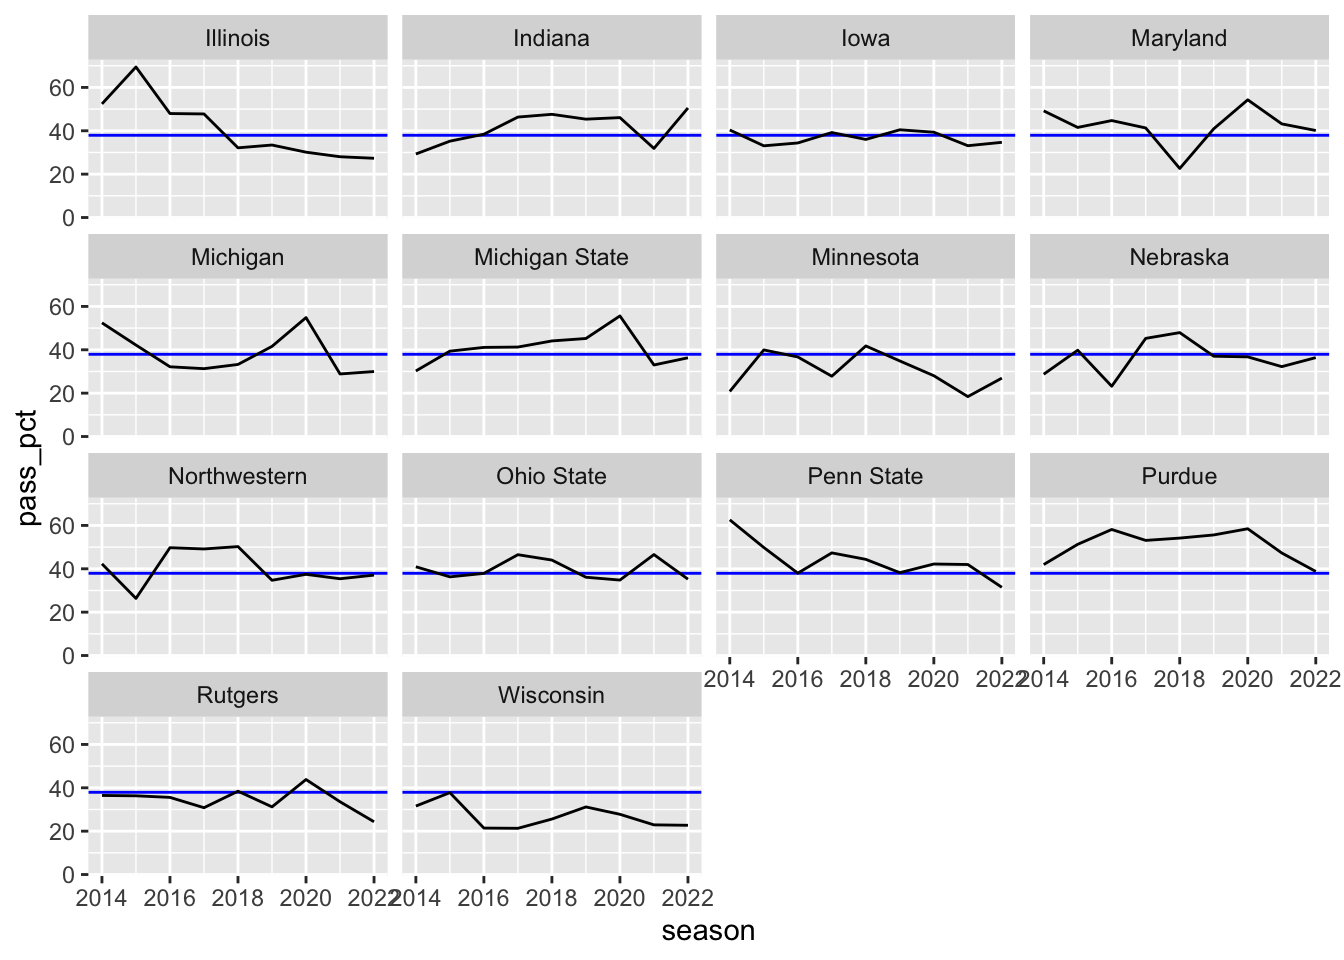 Illinois Indiana Iowa Maryland
60
40
20
0
Michigan Michigan State Minnesota Nebraska
60
40
20
0
Northwestern Ohio State Penn State Purdue
60
40
20
0
2014 2016 2018 2020 2022 2014 2016 2018 2020 2022
Rutgers Wisconsin
60
40
20
0
2014 2016 2018 2020 2022 2014 2016 2018 2020 2022
season
pass_pct